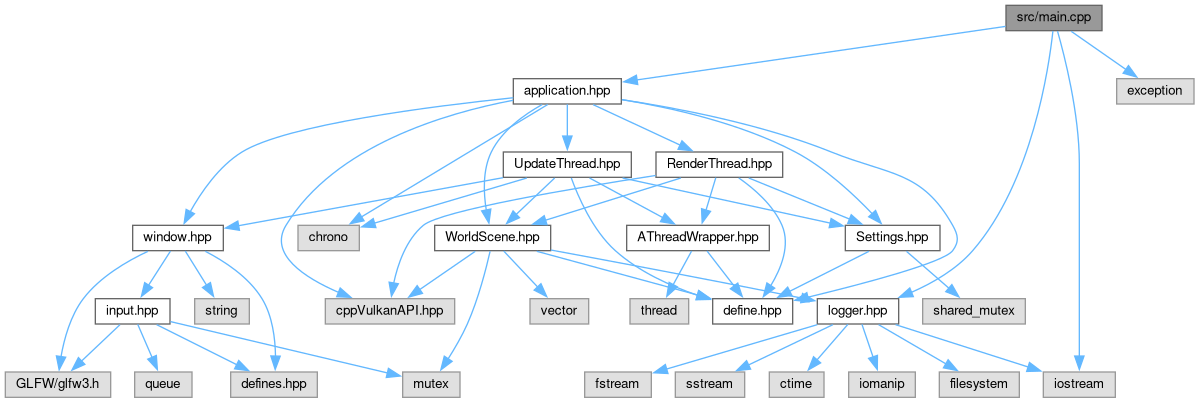 src/main.cpp
application.hpp
exception
UpdateThread.hpp
RenderThread.hpp
window.hpp
chrono
WorldScene.hpp
AThreadWrapper.hpp
Settings.hpp
input.hpp
string
cppVulkanAPI.hpp
vector
thread
define.hpp
logger.hpp
shared_mutex
GLFW/glfw3.h
queue
defines.hpp
mutex
fstream
sstream
ctime
iomanip
filesystem
iostream